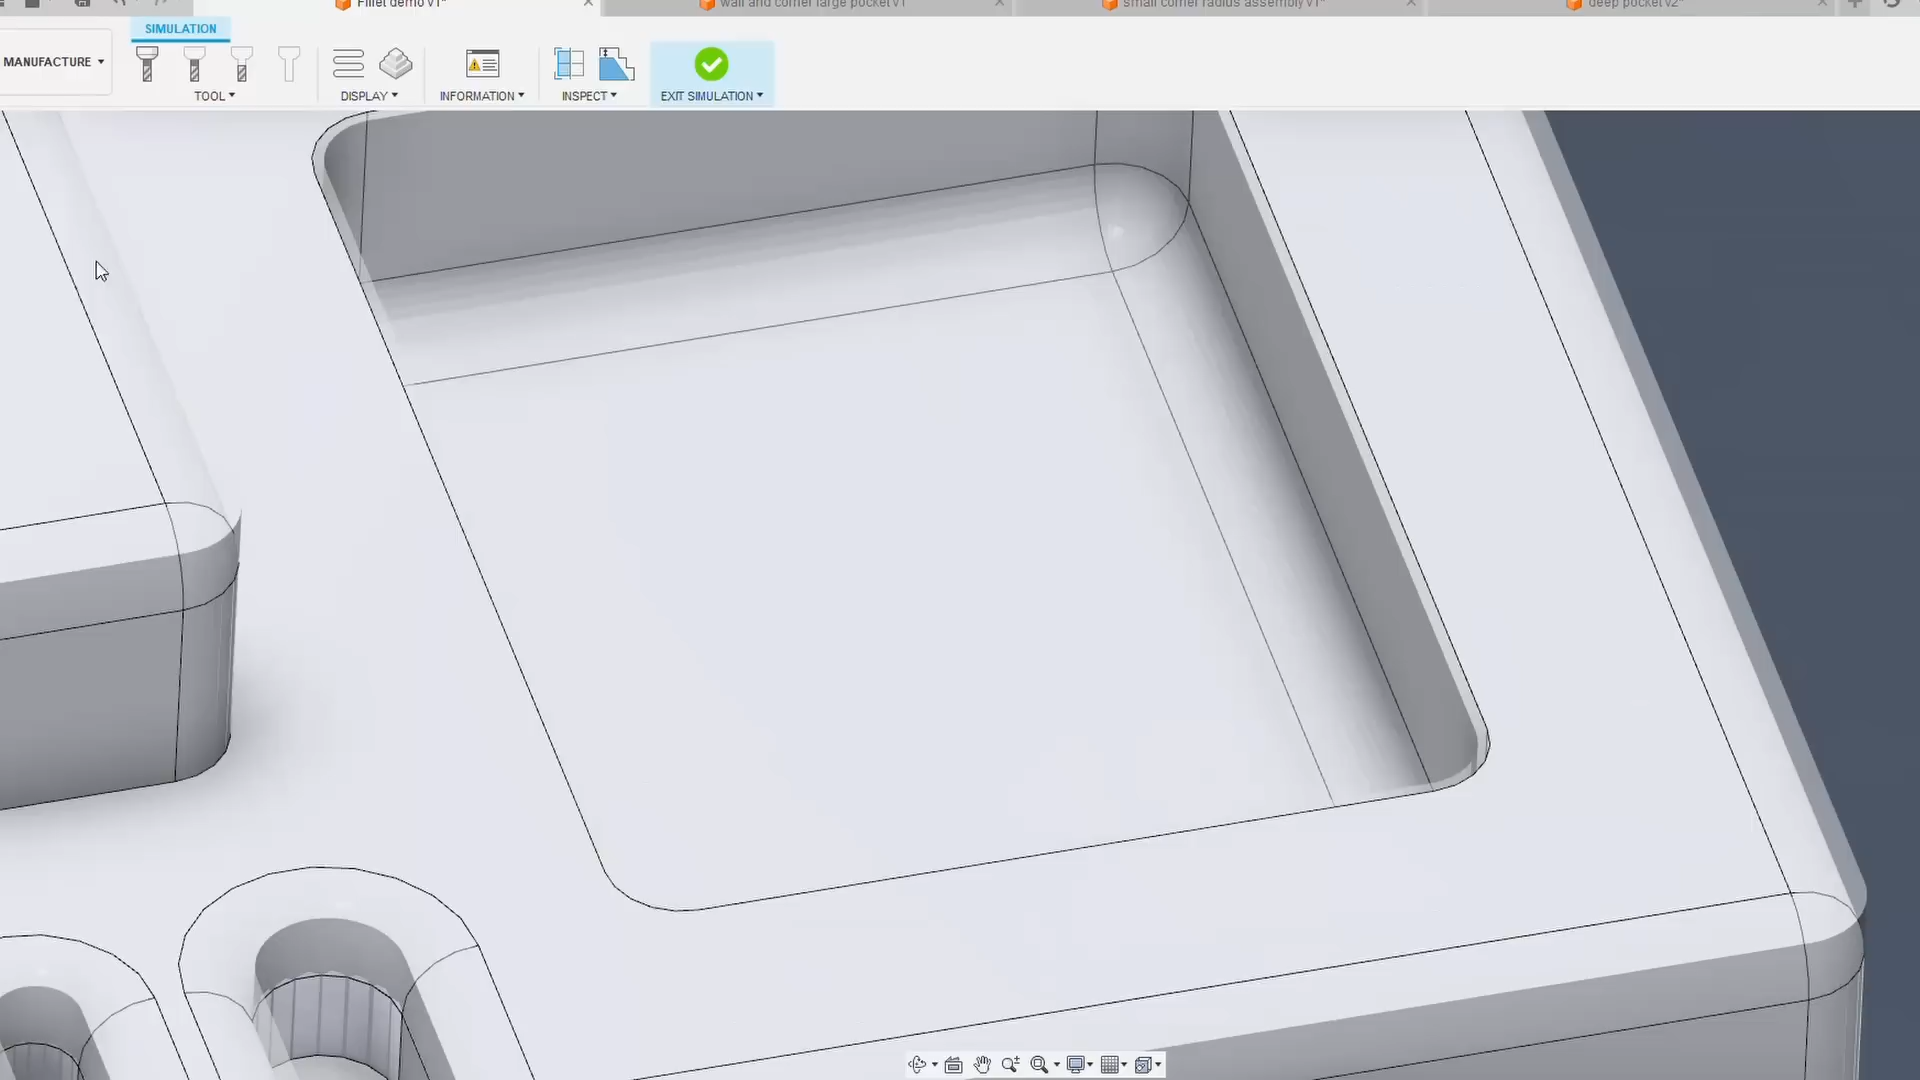 Fillet demo v1*
wall and corner large pocket v1
small corner radius assembly v1*
deep pocket v2*
SIMULATION
MANUFACTURE
TOOL
DISPLAY
INFORMATION
INSPECT
EXIT SIMULATION